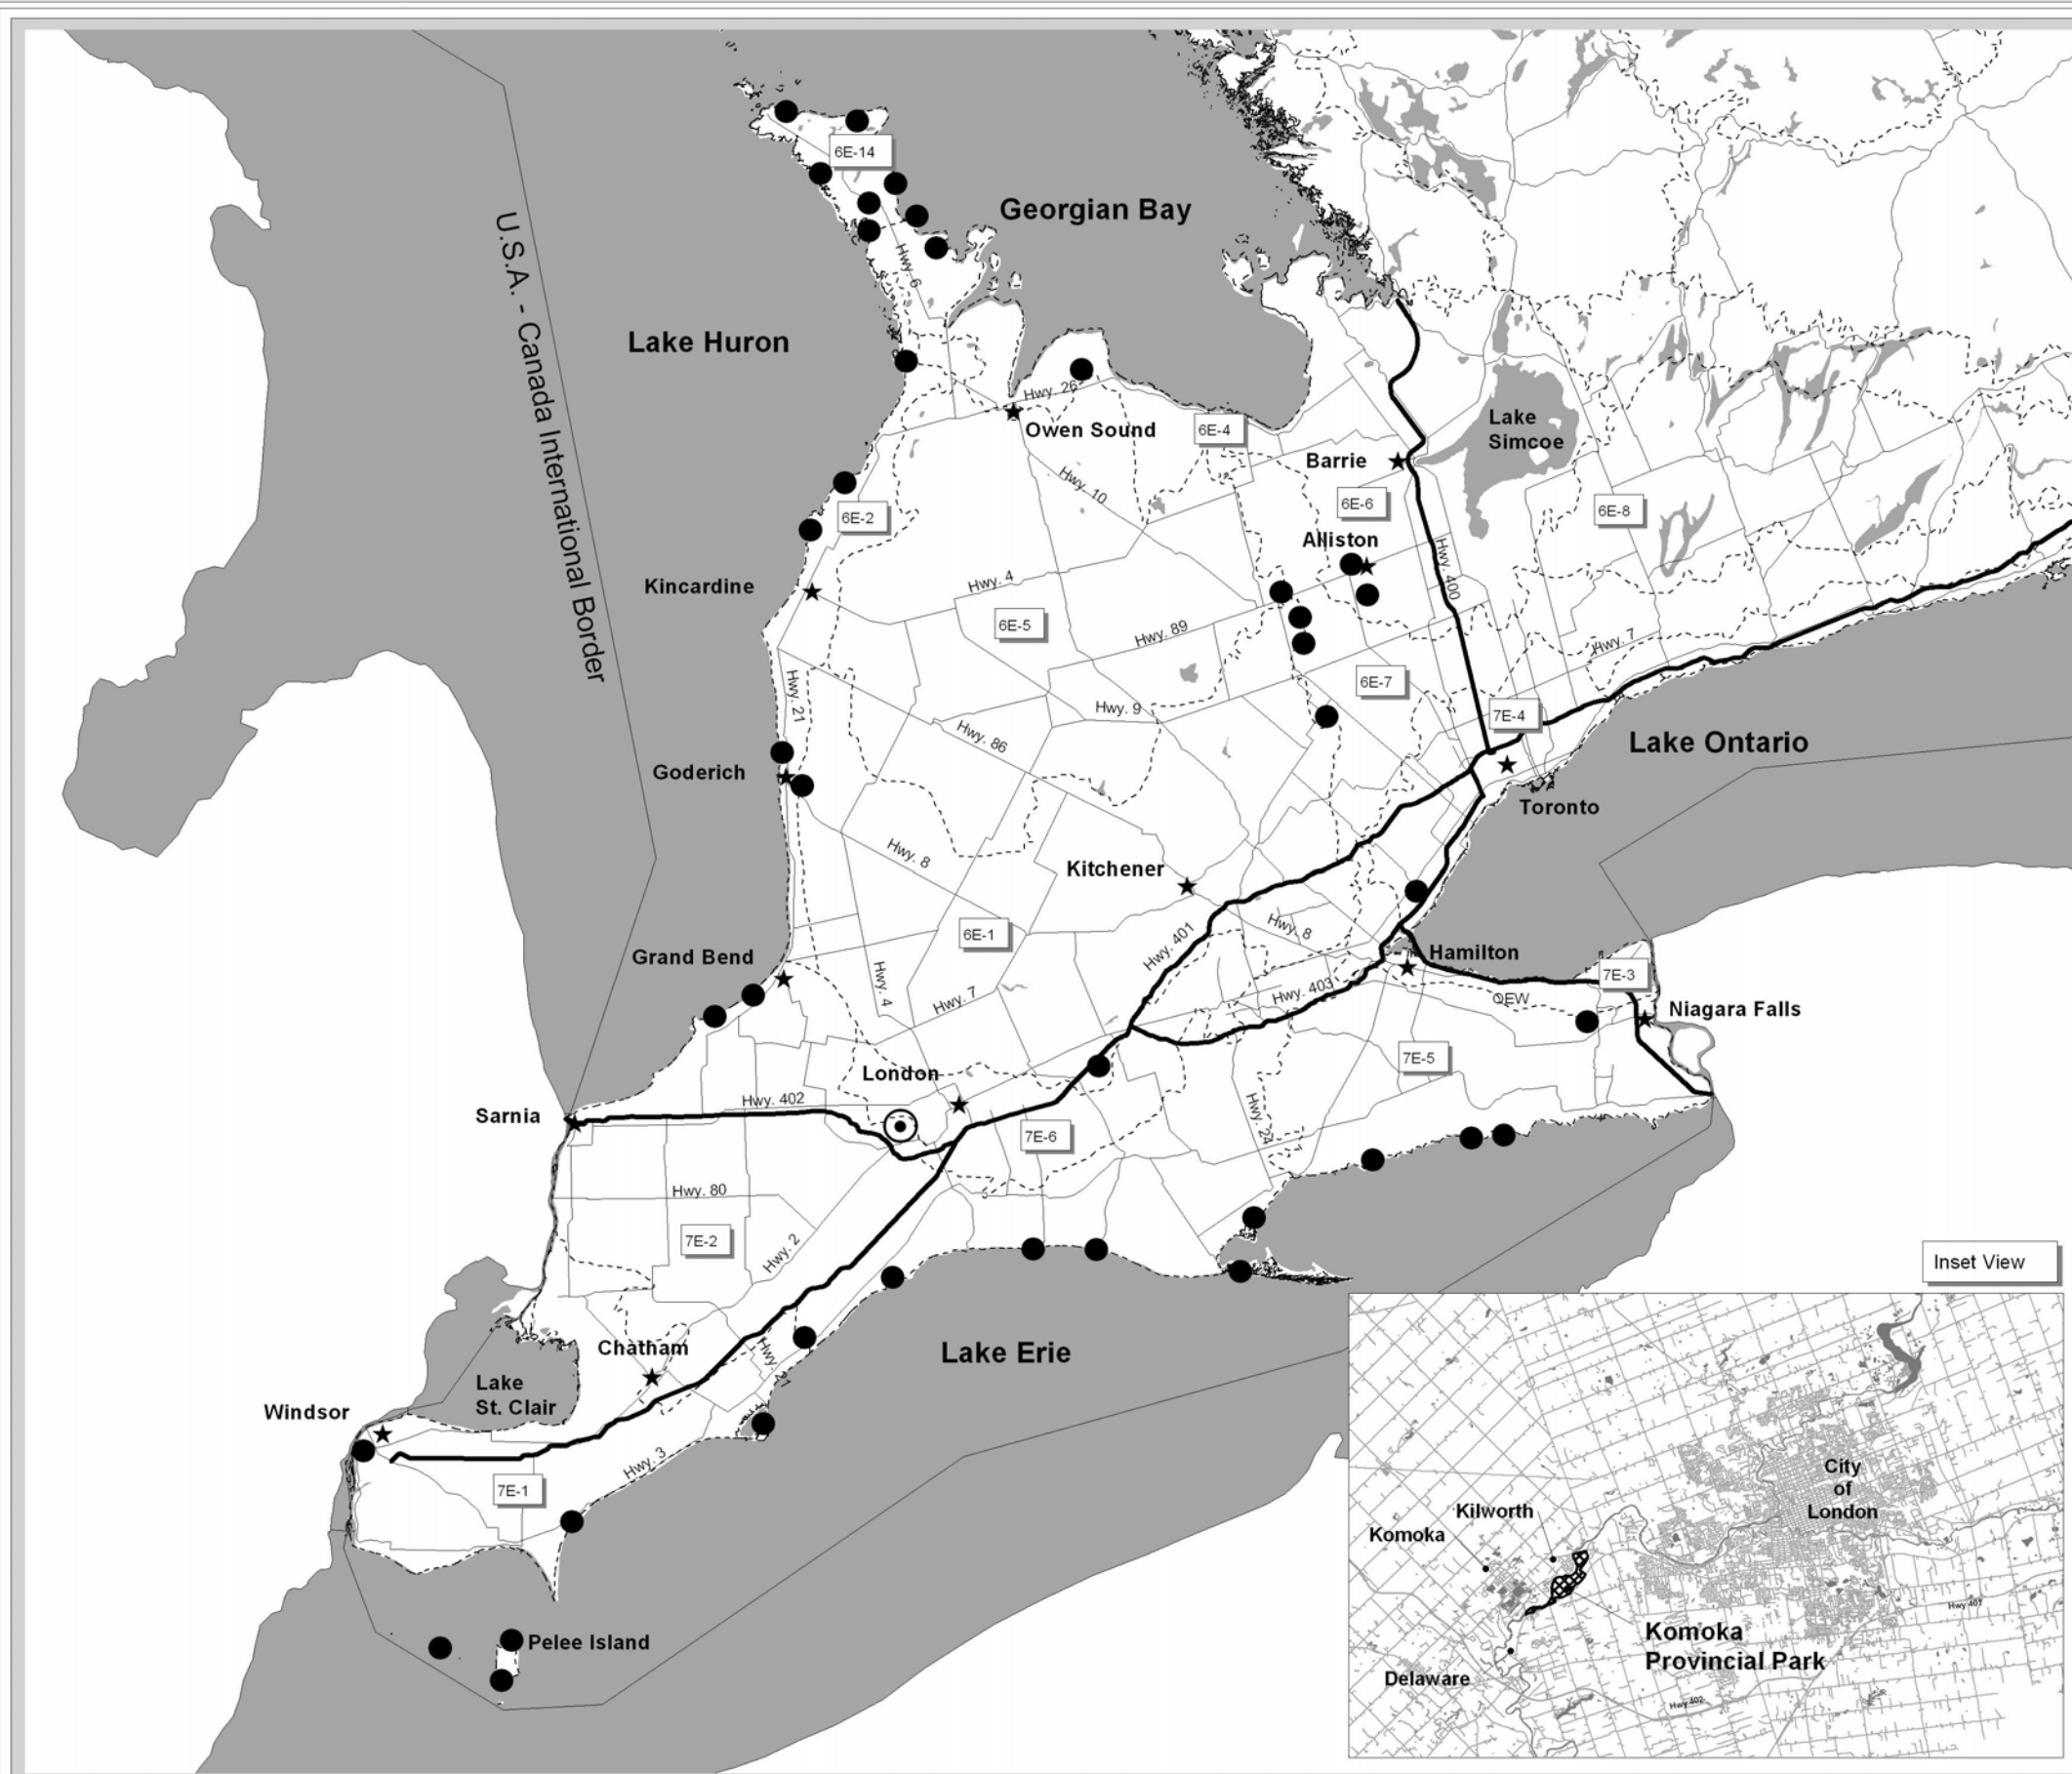 6E-14
Georgian Bay
U.S.A. - Canada International Border
Hwy. 6
Lake Huron
Hwy. 26
Owen Sound
6E-4
Lake
Simcoe
Barrie
Hwy. 10
6E-6
6E-8
6E-2
Alliston
Hwy. 400
Kincardine
Hwy. 4
6E-5
Hwy. 89
Hwy. 7
6E-7
Hwy. 21
Hwy. 9
7E-4
Hwy. 86
Lake Ontario
Goderich
Toronto
Hwy. 8
Kitchener
Hwy. 8
6E-1
Hwy. 401
Hamilton
Grand Bend
7E-3
Hwy. 4
Hwy. 7
Hwy. 403
QEW
Niagara Falls
7E-5
London
Hwy. 402
Sarnia
Hwy. 24
7E-6
Hwy. 80
7E-2
Hwy. 2
Inset View
Chatham
Hwy. 21
Lake Erie
Lake
St. Clair
Windsor
Hwy. 3
7E-1
Pelee Island
City
of
London
Kilworth
Komoka
Hwy 401
Komoka
Provincial Park
Delaware
Hwy 402